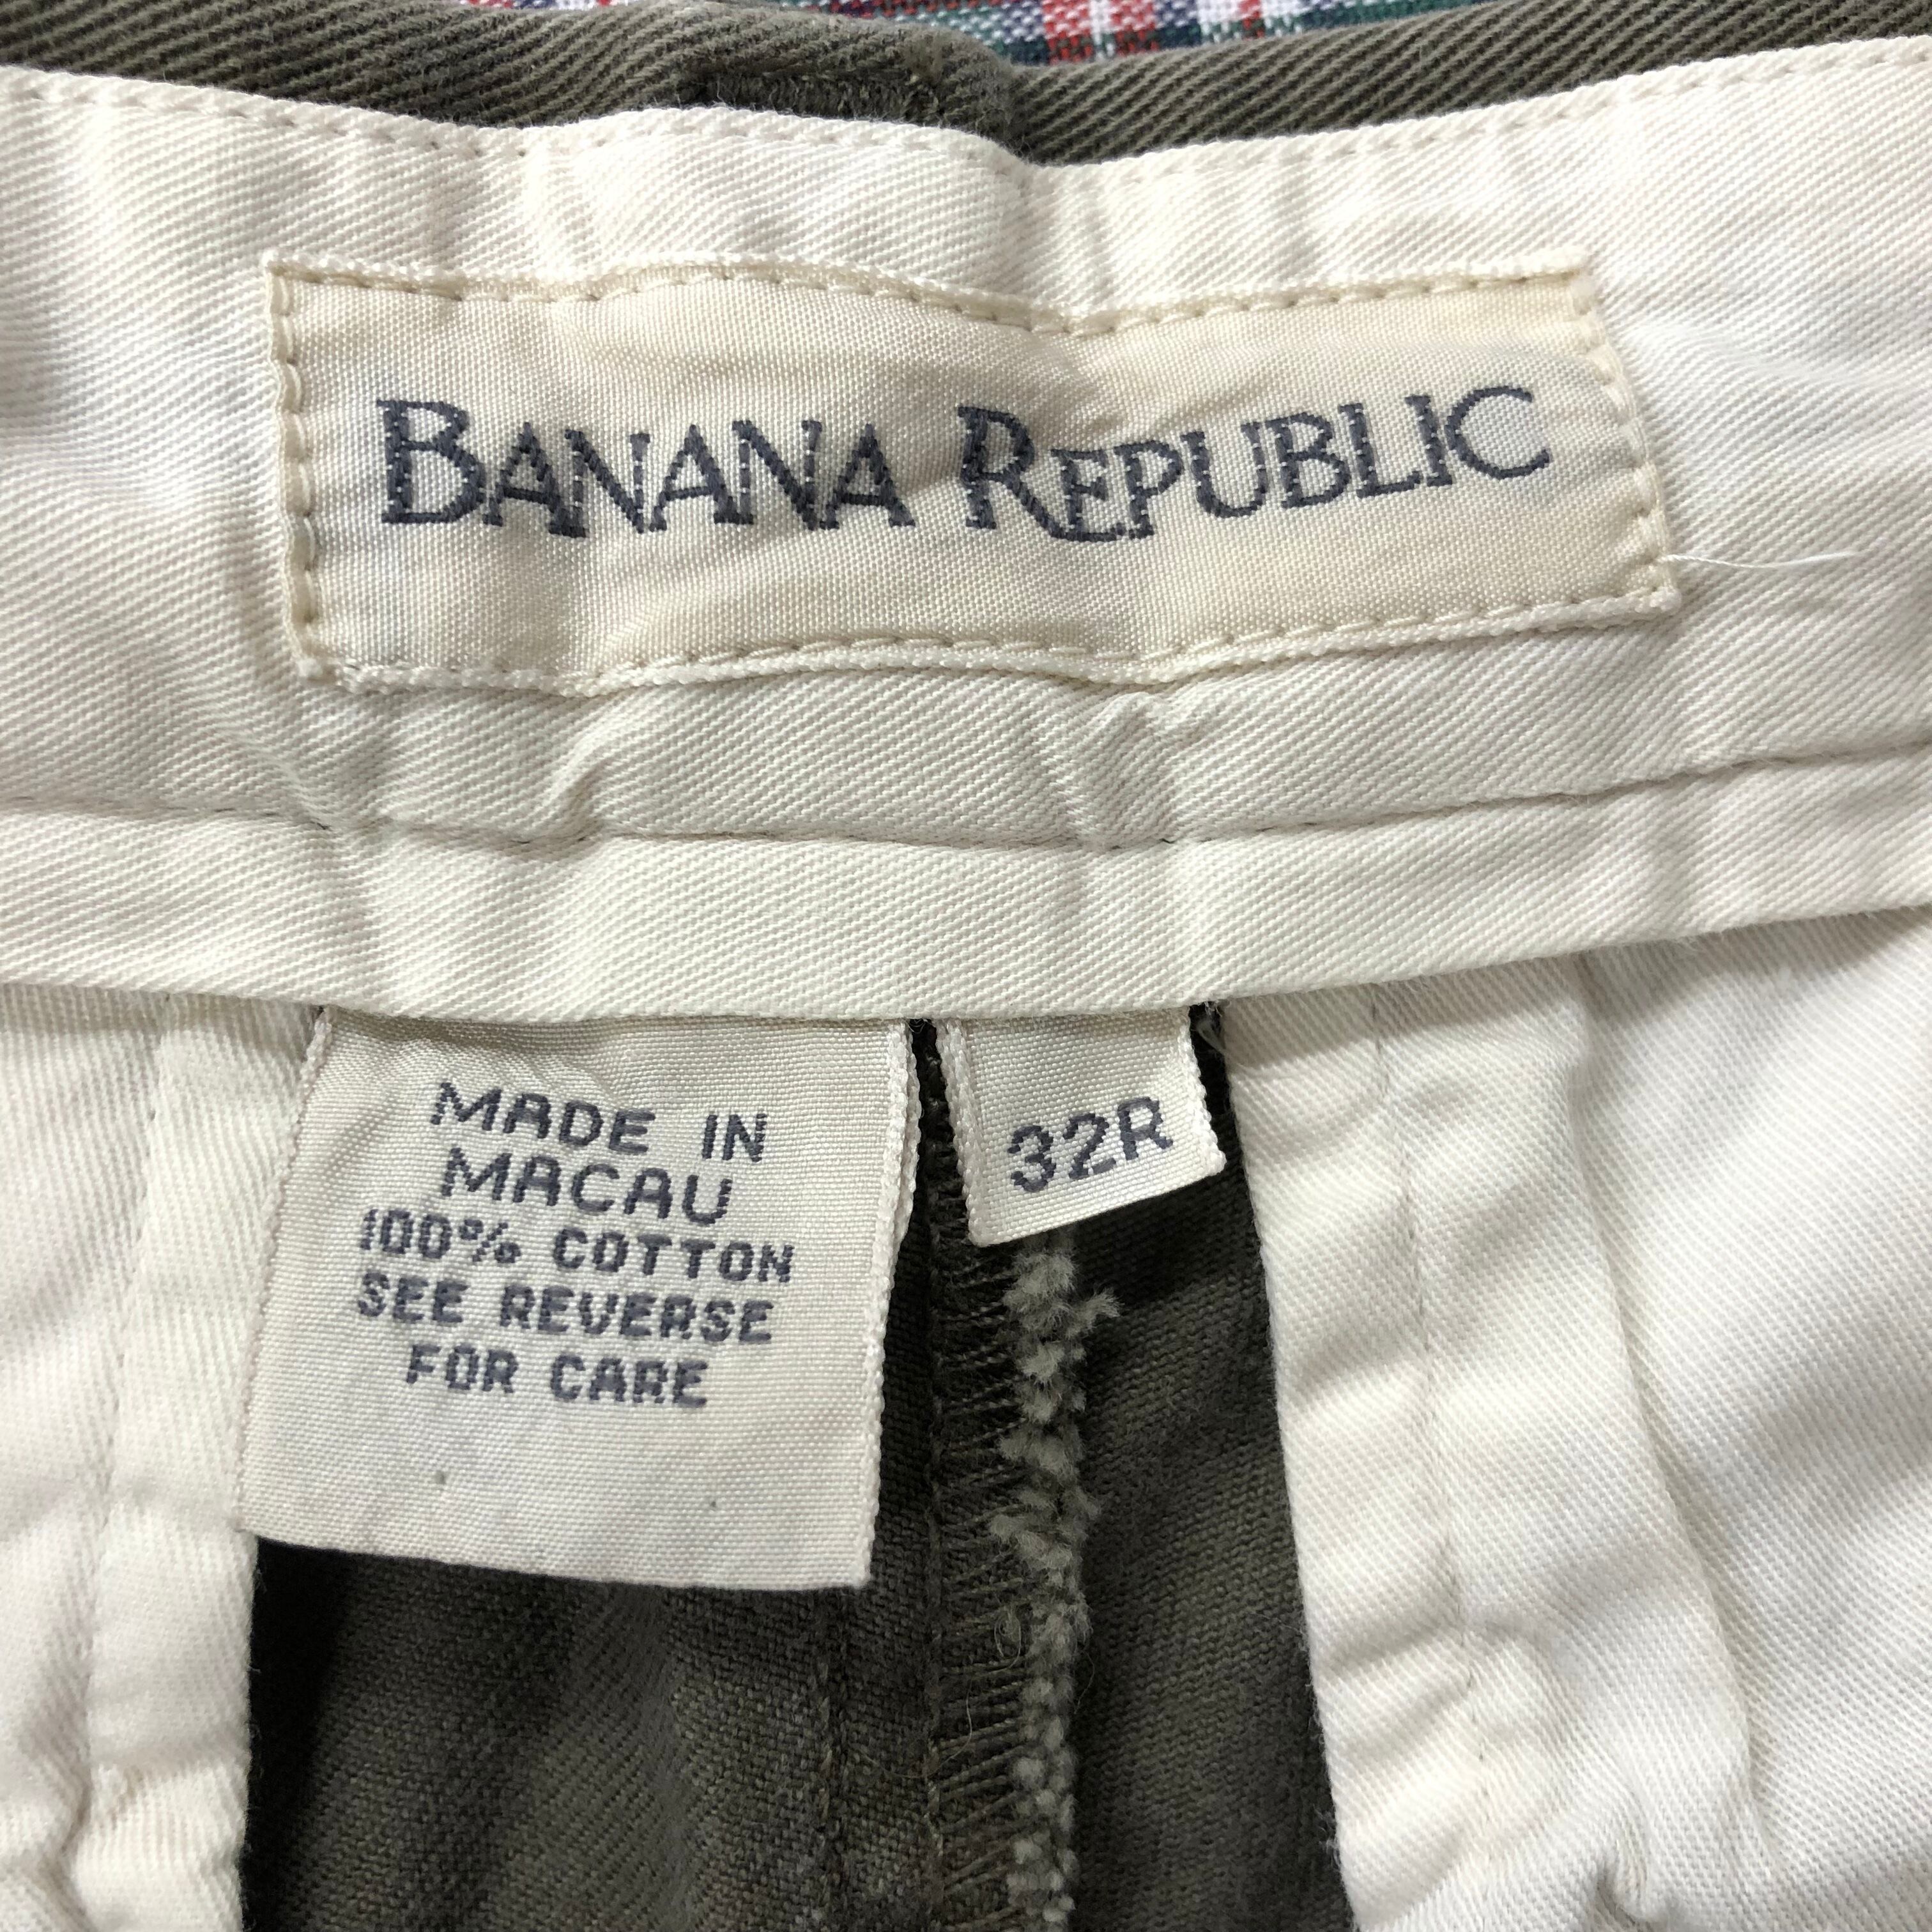 BANANA REPUBLIC
MADE IN
MACAU
100% COTTON
SEE REVERSE
FOR CARE
32R